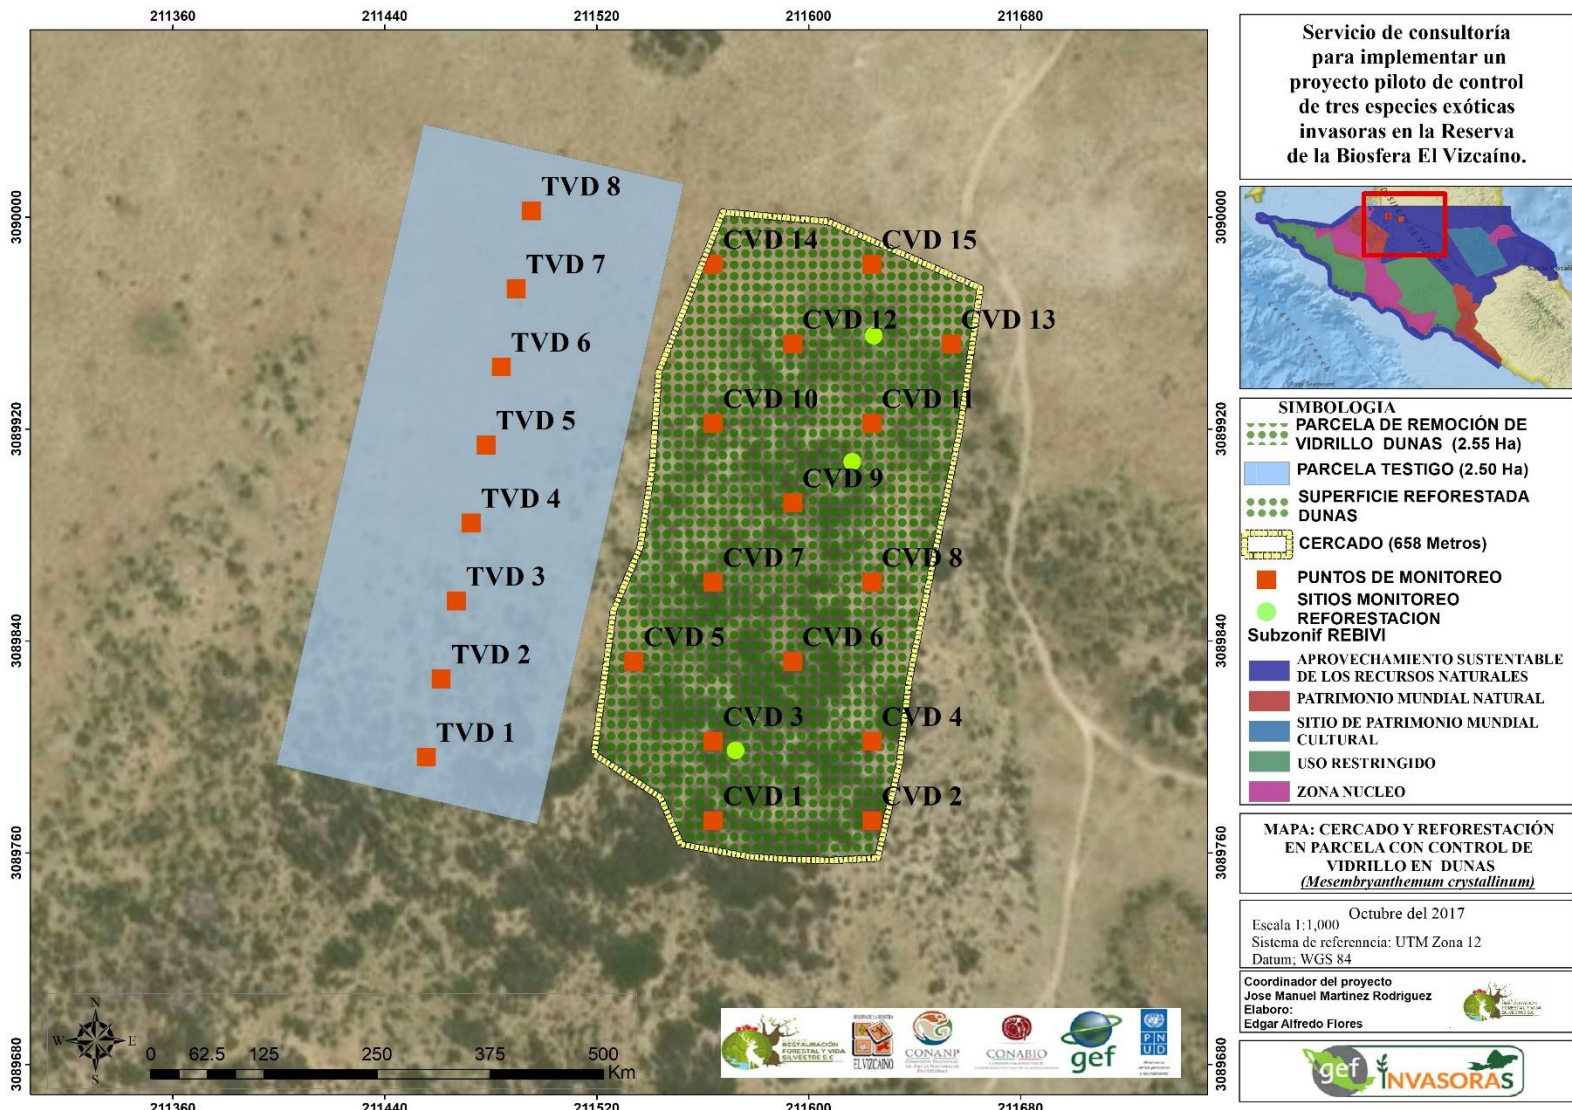 211360
211440
211520
211600
211680
3090000
3089920
3089840
3089760
3089680
3090000
3089920
3089840
3089760
3089680
TVD 8
TVD 7
TVD 6
TVD 5
TVD 4
TVD 3
TVD 2
TVD 1
CVD 14
CVD 15
CVD 12
CVD 13
CVD 10
CVD 11
CVD 9
CVD 7
CVD 8
CVD 5
CVD 6
CVD 3
CVD 4
CVD 1
CVD 2
N
W
E
S
0 62.5 125 250 375 500
Km
RESTAURACIÓN
FORESTAL Y VIDA
SILVESTRE S.C
EL VIZCAÍNO
CONANP
CONABIO
gef
P N
U D
211360
211440
211520
211600
211680
Servicio de consultoría
para implementar un
proyecto piloto de control
de tres especies exóticas
invasoras en la Reserva
de la Biosfera El Vizcaíno.
SIMBOLOGIA
PARCELA DE REMOCIÓN DE
VIDRILLO DUNAS (2.55 Ha)
PARCELA TESTIGO (2.50 Ha)
SUPERFICIE REFORESTADA
DUNAS
CERCADO (658 Metros)
PUNTOS DE MONITOREO
SITIOS MONITOREO
REFORESTACION
Subzonif REBIVI
APROVECHAMIENTO SUSTENTABLE
DE LOS RECURSOS NATURALES
PATRIMONIO MUNDIAL NATURAL
SITIO DE PATRIMONIO MUNDIAL
CULTURAL
USO RESTRINGIDO
ZONA NUCLEO
MAPA: CERCADO Y REFORESTACIÓN
EN PARCELA CON CONTROL DE
VIDRILLO EN DUNAS
(Mesembryanthemum crystallinum)
Octubre del 2017
Escala 1:1,000
Sistema de referenncia: UTM Zona 12
Datum; WGS 84
Coordinador del proyecto
Jose Manuel Martinez Rodriguez
Elaboro:
Edgar Alfredo Flores
gef INVASORAS